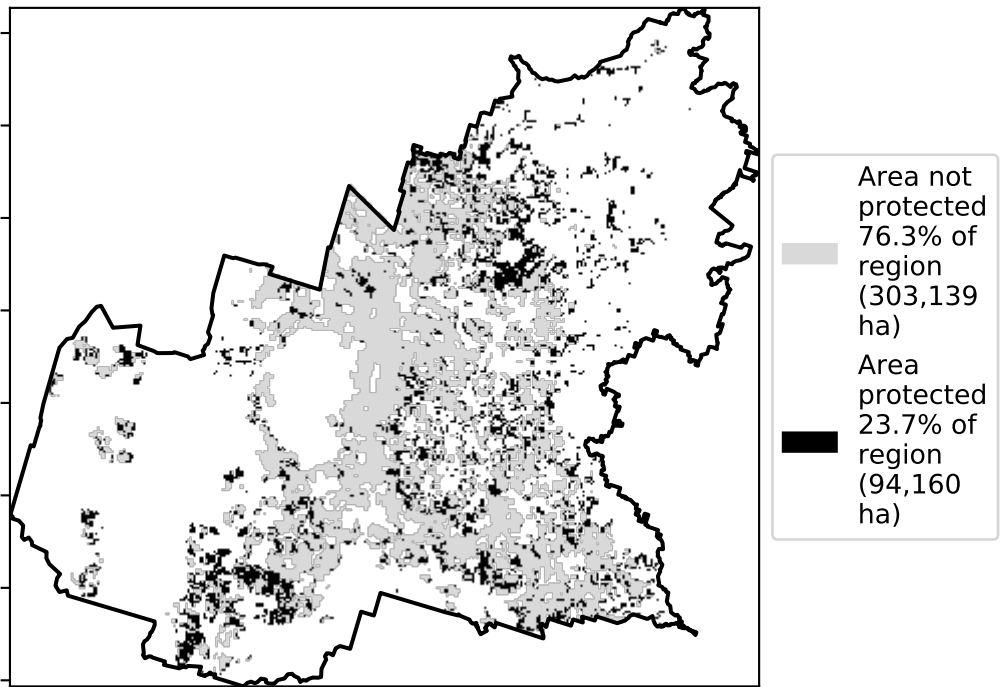 Area not
protected
76.3% of
region
(303,139
ha)
Area
protected
23.7% of
region
(94,160
ha)